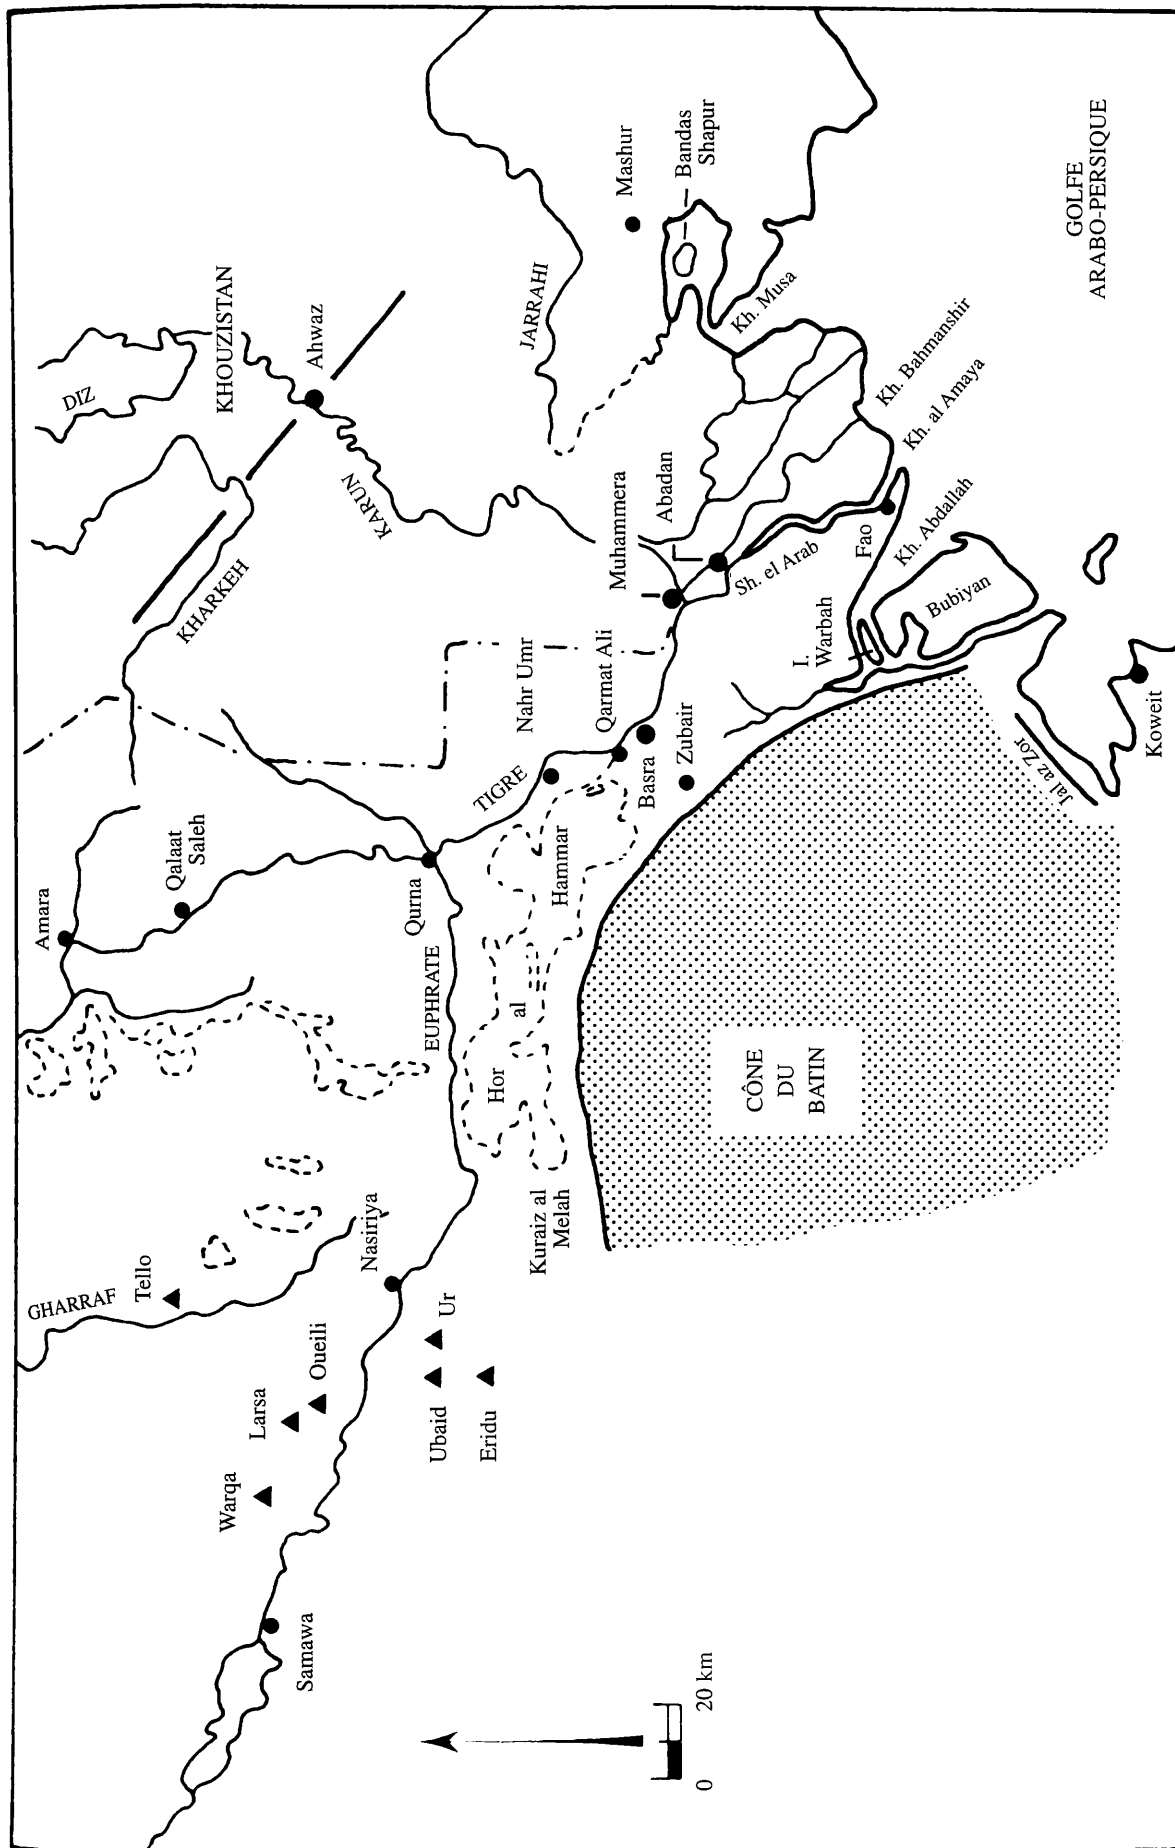 DIZ
KHOUZISTAN
Ahwaz
KARUN
KHARKEH
JARRAHI
Mashur
Bandas
Shapur
Kh. Musa
Kh. Bahmanshir
Kh. al Amaya
Kh. Abdallah
GOLFE
ARABO-PERSIQUE
Muhammera
Abadan
Sh. el Arab
Fao
I.
Warbah
Bubiyan
Koweit
Jal az Zor
Amara
Qalaat
Saleh
Qurna
TIGRE
Nahr Umr
Qarmat Ali
Basra
Zubair
EUPHRATE
Hor
al
Hammar
Kuraiz al
Melah
CÔNE
DU
BATIN
GHARRAF
Tello
Nasiriya
Larsa
Oueili
Warqa
Ubaid
Ur
Eridu
Samawa
0
20 km